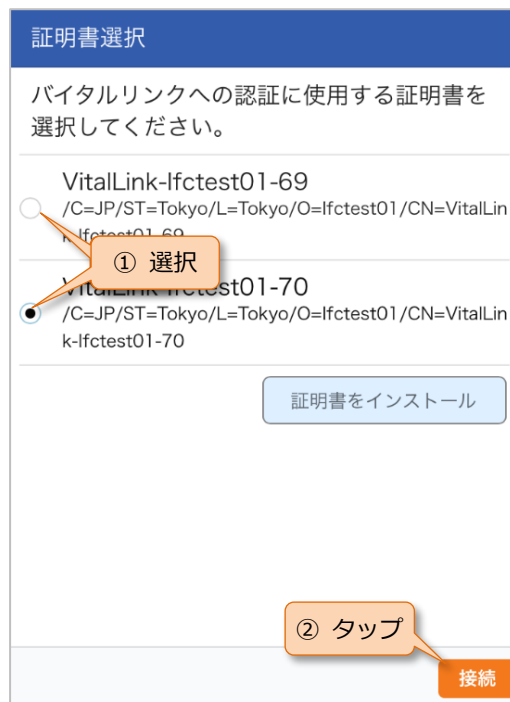 証明書選択
バイタルリンクへの認証に使用する証明書を
選択してください。
VitalLink-lfctest01-69
/C=JP/ST=Tokyo/L=Tokyo/O=lfctest01/CN=VitalLin
k-lfctest01-69
① 選択
VitalLink-lfctest01-70
/C=JP/ST=Tokyo/L=Tokyo/O=lfctest01/CN=VitalLin
k-lfctest01-70
証明書をインストール
② タップ
接続